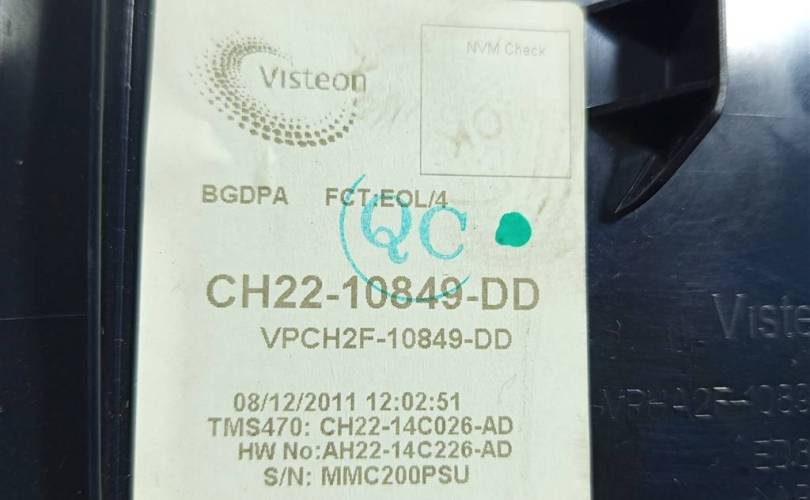 Visteon
NVM Check
OK
BGDPA FCT:EOL/4
QC
CH22-10849-DD
VPCH2F-10849-DD
08/12/2011 12:02:51
TMS470: CH22-14C026-AD
HW No:AH22-14C226-AD
S/N: MMC200PSU